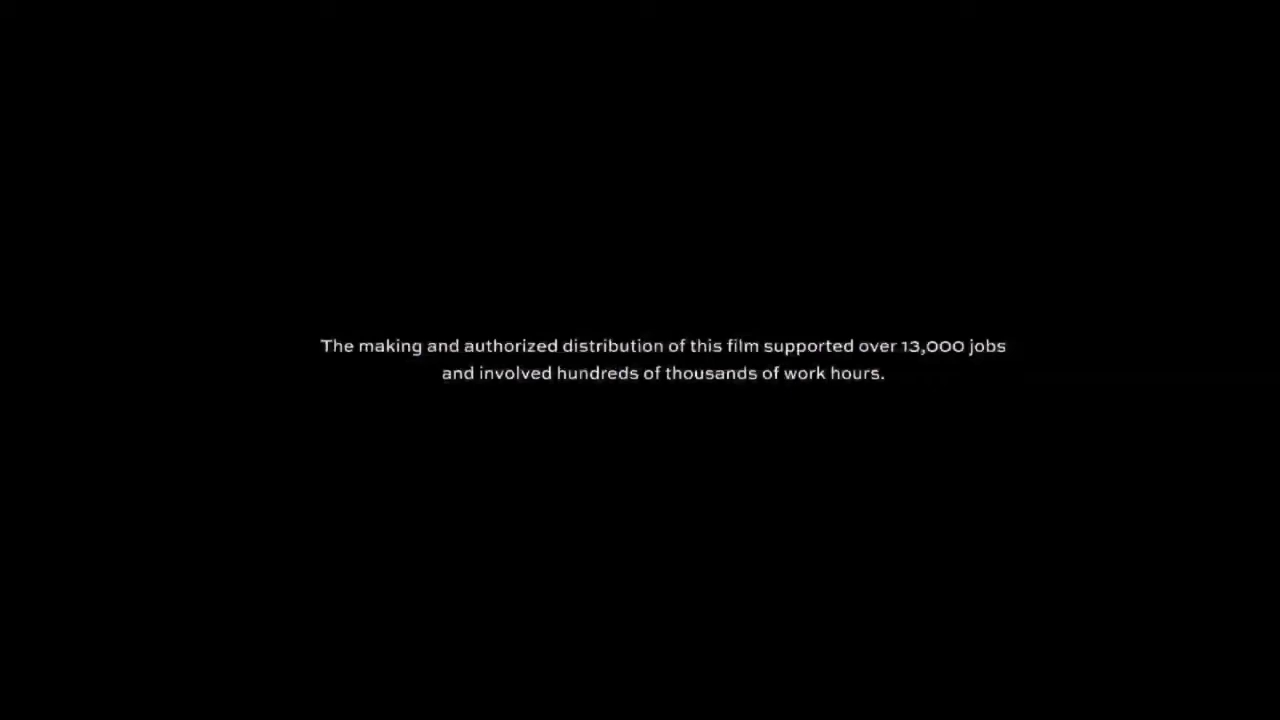 The making and authorized distribution of this film supported over 13,000 jobs
and involved hundreds of thousands of work hours.